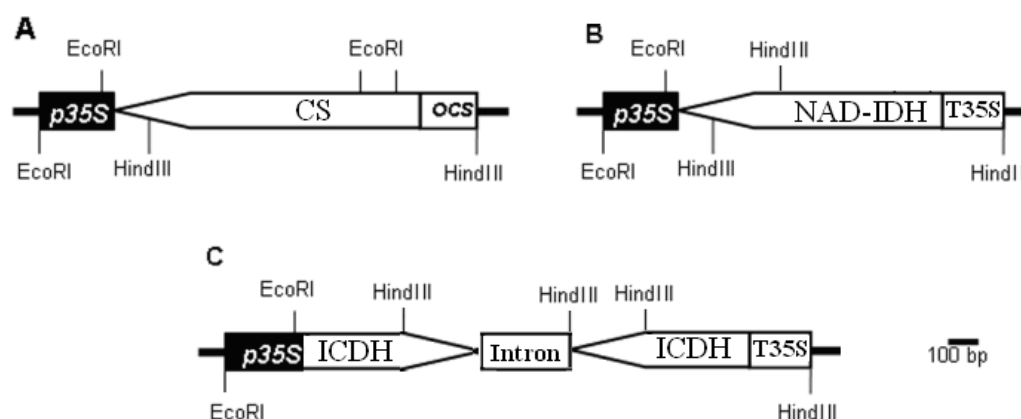 A
EcoRI
EcoRI
p35S
CS
ocs
EcoRI
HindIII
HindIII
B
EcoRI
HindIII
p35S
NAD-IDH
T35S
EcoRI
HindIII
HindI
C
EcoRI
HindIII
HindIII
HindIII
p35S
ICDH
Intron
ICDH
T35S
100 bp
EcoRI
HindIII